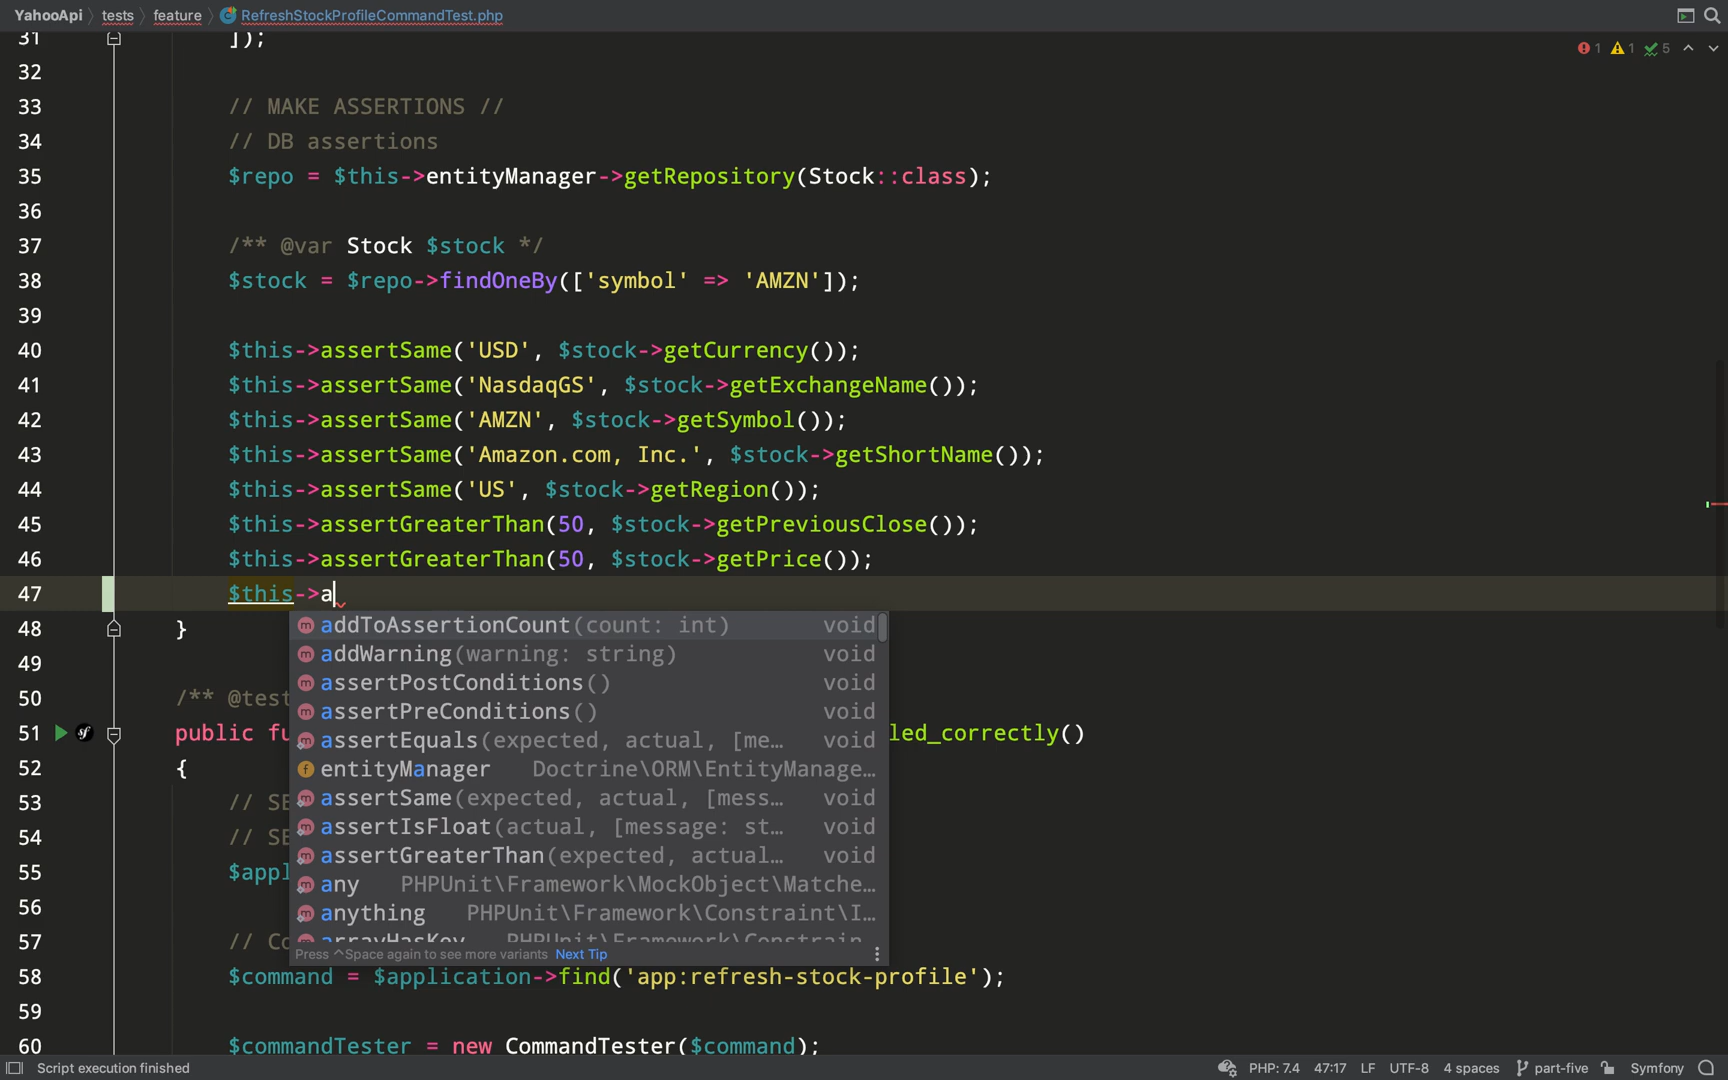 YahooApi tests feature RefreshStockProfileCommandTest.php
1 1 5
31 ]);
32
33 // MAKE ASSERTIONS //
34 // DB assertions
35 $repo = $this->entityManager->getRepository(Stock::class);
36
37 /** @var Stock $stock */
38 $stock = $repo->findOneBy(['symbol' => 'AMZN']);
39
40 $this->assertSame('USD', $stock->getCurrency());
41 $this->assertSame('NasdaqGS', $stock->getExchangeName());
42 $this->assertSame('AMZN', $stock->getSymbol());
43 $this->assertSame('Amazon.com, Inc.', $stock->getShortName());
44 $this->assertSame('US', $stock->getRegion());
45 $this->assertGreaterThan(50, $stock->getPreviousClose());
46 $this->assertGreaterThan(50, $stock->getPrice());
47 $this->a
48 }
49
50 /** @test
51 public fu led_correctly()
52 {
53 // SE
54 // SE
55 $appl
56
57 // Co
58 $command = $application->find('app:refresh-stock-profile');
59
60 $commandTester = new CommandTester($command);
addToAssertionCount(count: int) void
addWarning(warning: string) void
assertPostConditions() void
assertPreConditions() void
assertEquals(expected, actual, [me… void
entityManager Doctrine\ORM\EntityManage…
assertSame(expected, actual, [mess… void
assertIsFloat(actual, [message: st… void
assertGreaterThan(expected, actual… void
any PHPUnit\Framework\MockObject\Matche…
anything PHPUnit\Framework\Constraint\I…
arrayHasKey PHPUnit\Framework\Constrain
Press ^Space again to see more variants Next Tip
Script execution finished PHP: 7.4 47:17 LF UTF-8 4 spaces part-five Symfony